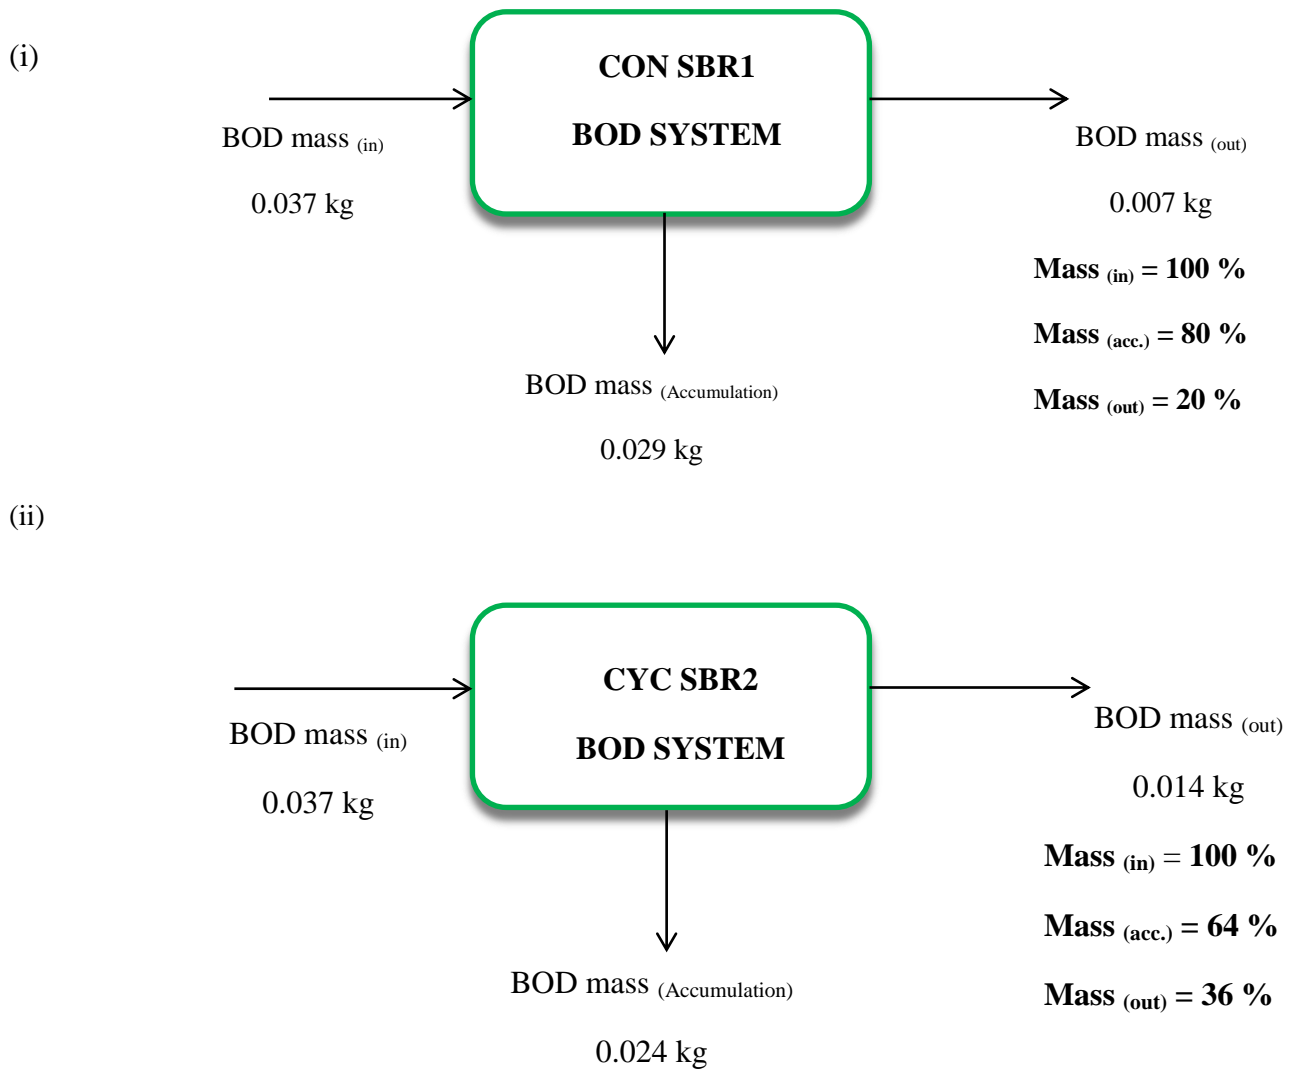 (i)
CON SBR1
BOD SYSTEM
BOD mass (in)
0.037 kg
BOD mass (out)
0.007 kg
Mass (in) = 100 %
Mass (acc.) = 80 %
Mass (out) = 20 %
BOD mass (Accumulation)
0.029 kg
(ii)
CYC SBR2
BOD SYSTEM
BOD mass (in)
0.037 kg
BOD mass (out)
0.014 kg
Mass (in) = 100 %
Mass (acc.) = 64 %
Mass (out) = 36 %
BOD mass (Accumulation)
0.024 kg